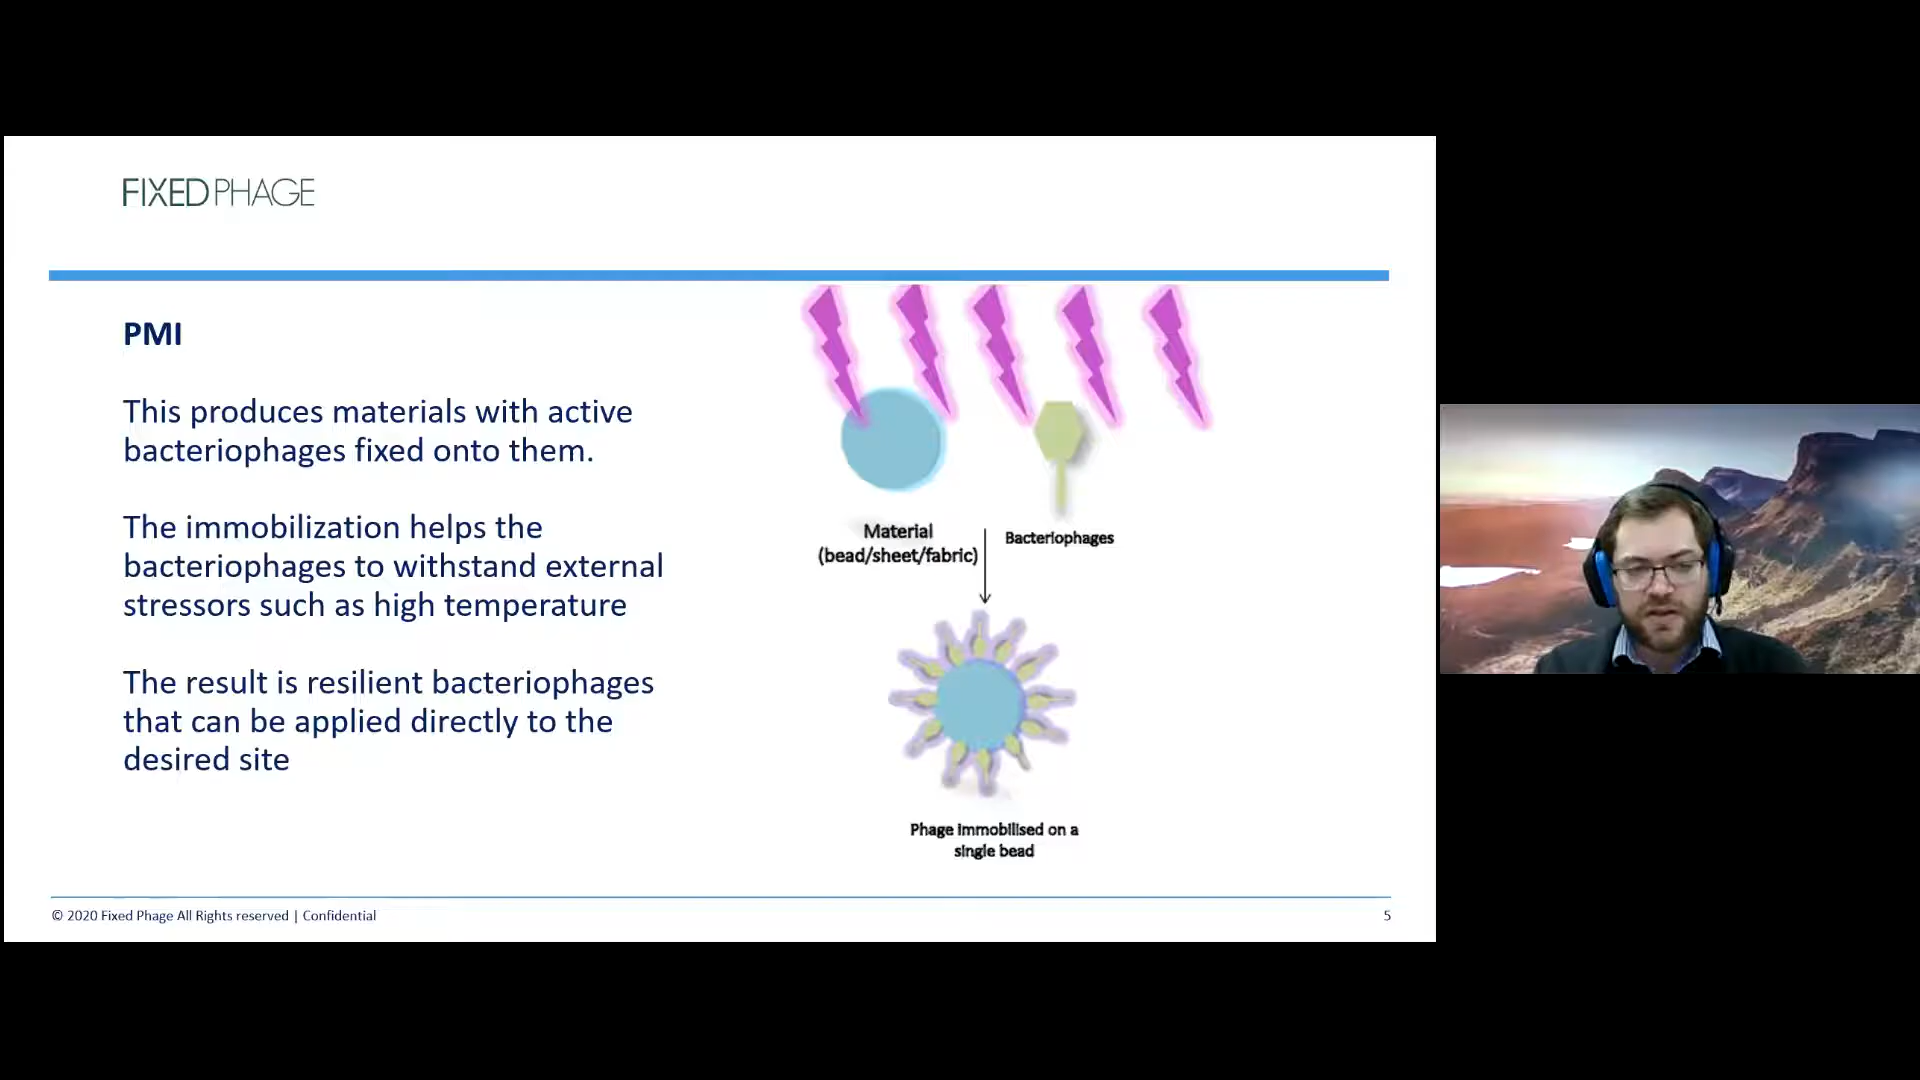 FIXEDPHAGE
PMI
This produces materials with active
bacteriophages fixed onto them.
The immobilization helps the
bacteriophages to withstand external
stressors such as high temperature
The result is resilient bacteriophages
that can be applied directly to the
desired site
Material
(bead/sheet/fabric)
Bacteriophages
Phage immobilised on a
single bead
© 2020 Fixed Phage All Rights reserved | Confidential
5